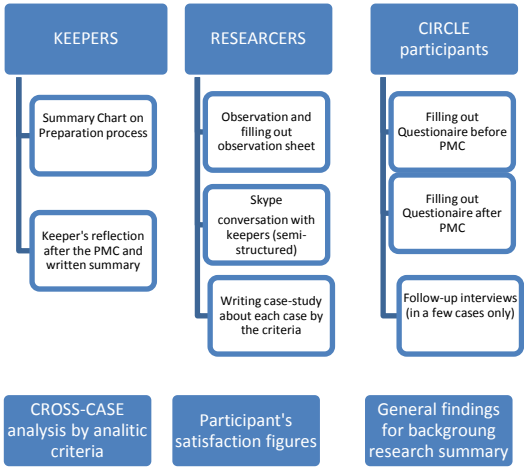 KEEPERS
Summary Chart on
Preparation process
Keeper's reflection
after the PMC and
written summary
RESEARCERS
Observation and
filling out
observation sheet
Skype
conversation with
keepers (semi-
structured)
Writing case-study
about each case by
the criteria
CIRCLE
participants
Filling out
Questionaire before
PMC
Filling out
Questionaire after
PMC
Follow-up interviews
(in a few cases only)
CROSS-CASE
analysis by analitic
criteria
Participant's
satisfaction figures
General findings
for backgroung
research summary